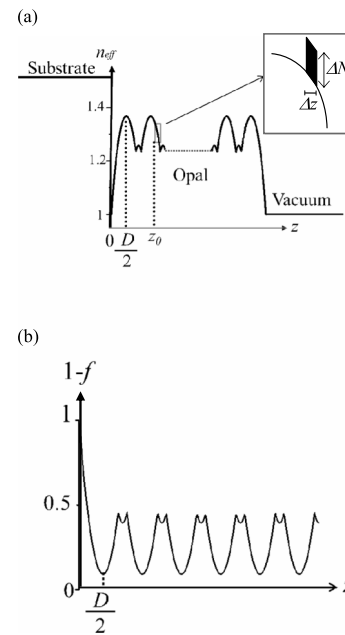 (a)
n_eff
Substrate
1.4
1.2
1
Opal
Vacuum
ΔN
Δz
0 D/2 z₀ z
(b)
1-f
1
0.5
0
D/2